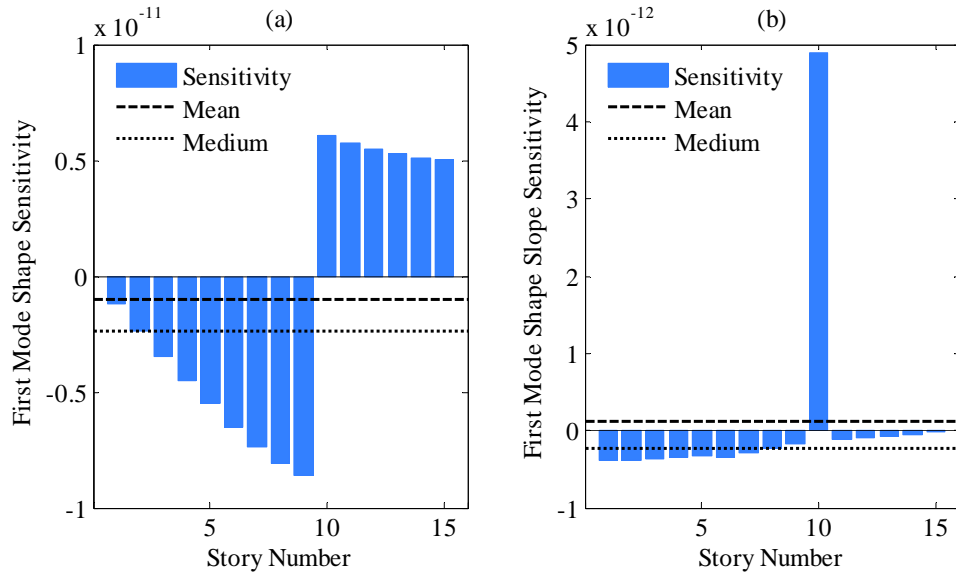 (a)
x 10^-11
1
0.5
0
-0.5
-1
5
10
15
Sensitivity
Mean
Medium
First Mode Shape Sensitivity
Story Number
(b)
x 10^-12
5
4
3
2
1
0
-1
5
10
15
Sensitivity
Mean
Medium
First Mode Shape Slope Sensitivity
Story Number